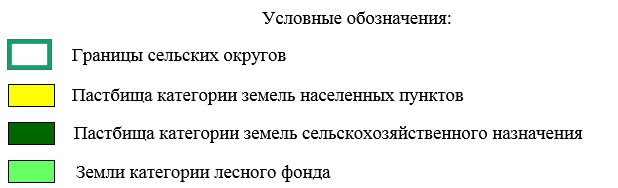 Условные обозначения:
Границы сельских округов
Пастбища категории земель населенных пунктов
Пастбища категории земель сельскохозяйственного назначения
Земли категории лесного фонда